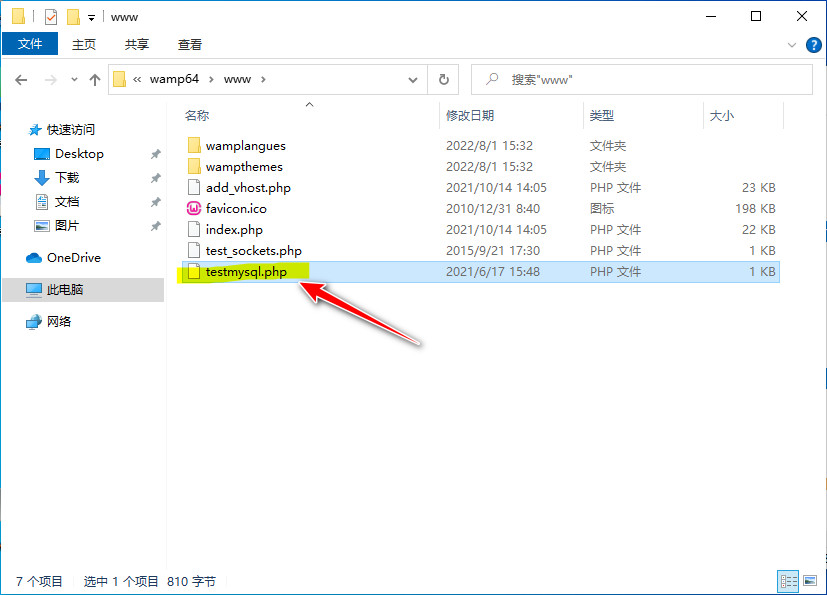 www
文件 主页 共享 查看
« wamp64 › www › 搜索"www"
名称 修改日期 类型 大小
快速访问
Desktop
下载
文档
图片
OneDrive
此电脑
网络
wamplangues 2022/8/1 15:32 文件夹
wampthemes 2022/8/1 15:32 文件夹
add_vhost.php 2021/10/14 14:05 PHP 文件 23 KB
favicon.ico 2010/12/31 8:40 图标 198 KB
index.php 2021/10/14 14:05 PHP 文件 22 KB
test_sockets.php 2015/9/21 17:30 PHP 文件 1 KB
testmysql.php 2021/6/17 15:48 PHP 文件 1 KB
7 个项目 选中 1 个项目 810 字节